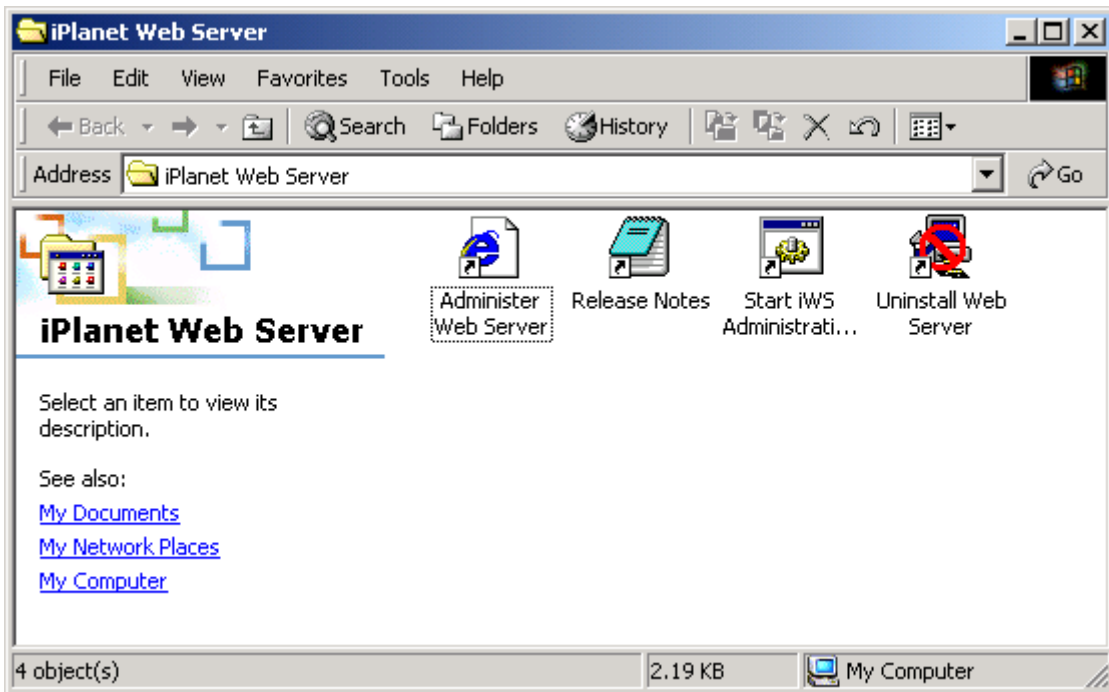 iPlanet Web Server
File Edit View Favorites Tools Help
Back Search Folders History
Address iPlanet Web Server Go
Administer
Web Server
Release Notes
Start iWS
Administrati...
Uninstall Web
Server
iPlanet Web Server
Select an item to view its
description.
See also:
My Documents
My Network Places
My Computer
4 object(s) 2.19 KB My Computer